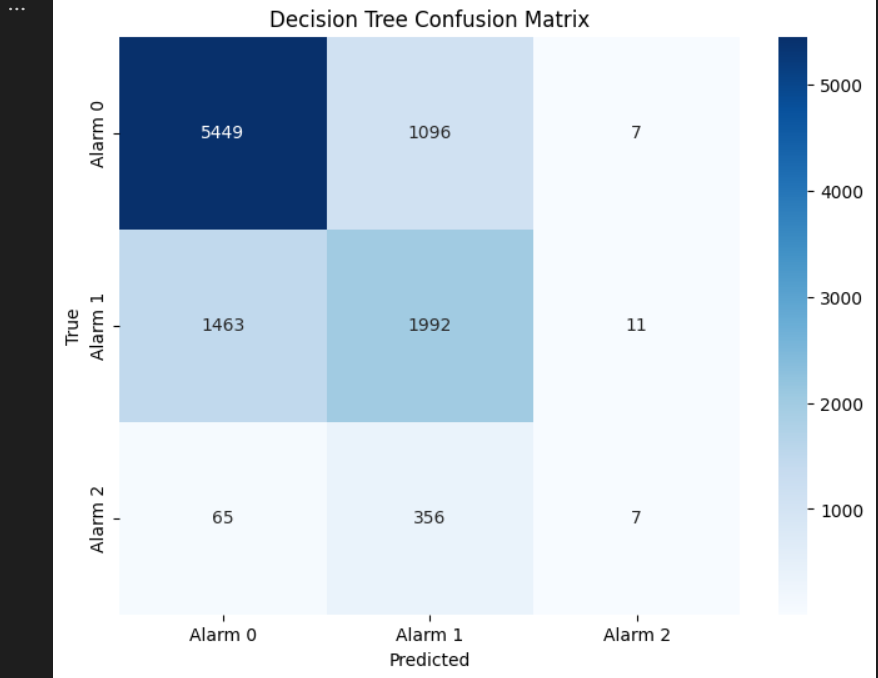 ...
Decision Tree Confusion Matrix
Alarm 0
5449
1096
7
5000
4000
True
Alarm 1
1463
1992
11
3000
2000
Alarm 2
65
356
7
1000
Alarm 0
Alarm 1
Alarm 2
Predicted